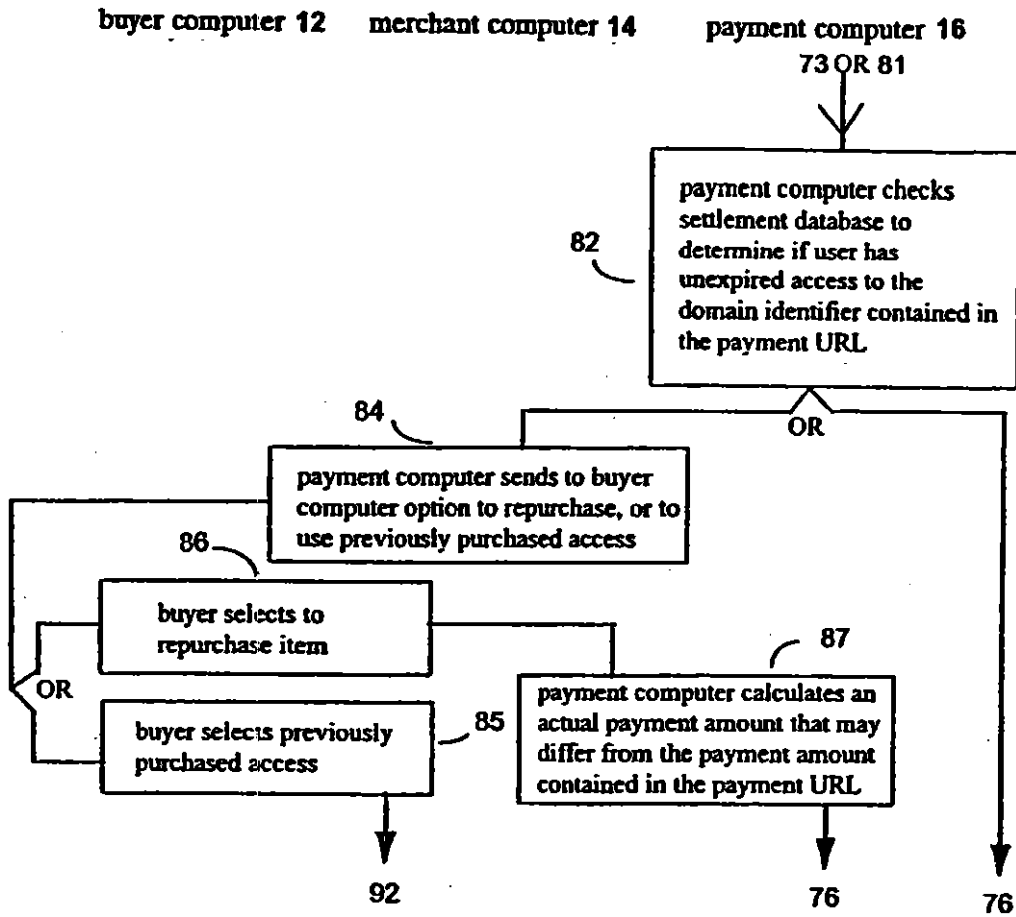 buyer computer 12 merchant computer 14 payment computer 16
73 OR 81
payment computer checks
settlement database to
determine if user has
unexpired access to the
domain identifier contained in
the payment URL
82
OR
84
payment computer sends to buyer
computer option to repurchase, or to
use previously purchased access
86
buyer selects to
repurchase item
OR
87
payment computer calculates an
actual payment amount that may
differ from the payment amount
contained in the payment URL
buyer selects previously
purchased access
85
92
76
76